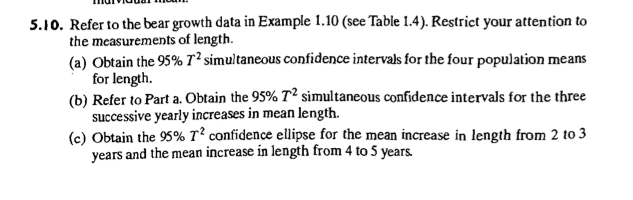 5.10. Refer to the bear growth data in Example 1.10 (see Table 1.4). Restrict your attention to
the measurements of length.
(a) Obtain the 95% T² simultaneous confidence intervals for the four population means
for length.
(b) Refer to Part a. Obtain the 95% T² simultaneous confidence intervals for the three
successive yearly increases in mean length.
(c) Obtain the 95% T² confidence ellipse for the mean increase in length from 2 to 3
years and the mean increase in length from 4 to 5 years.